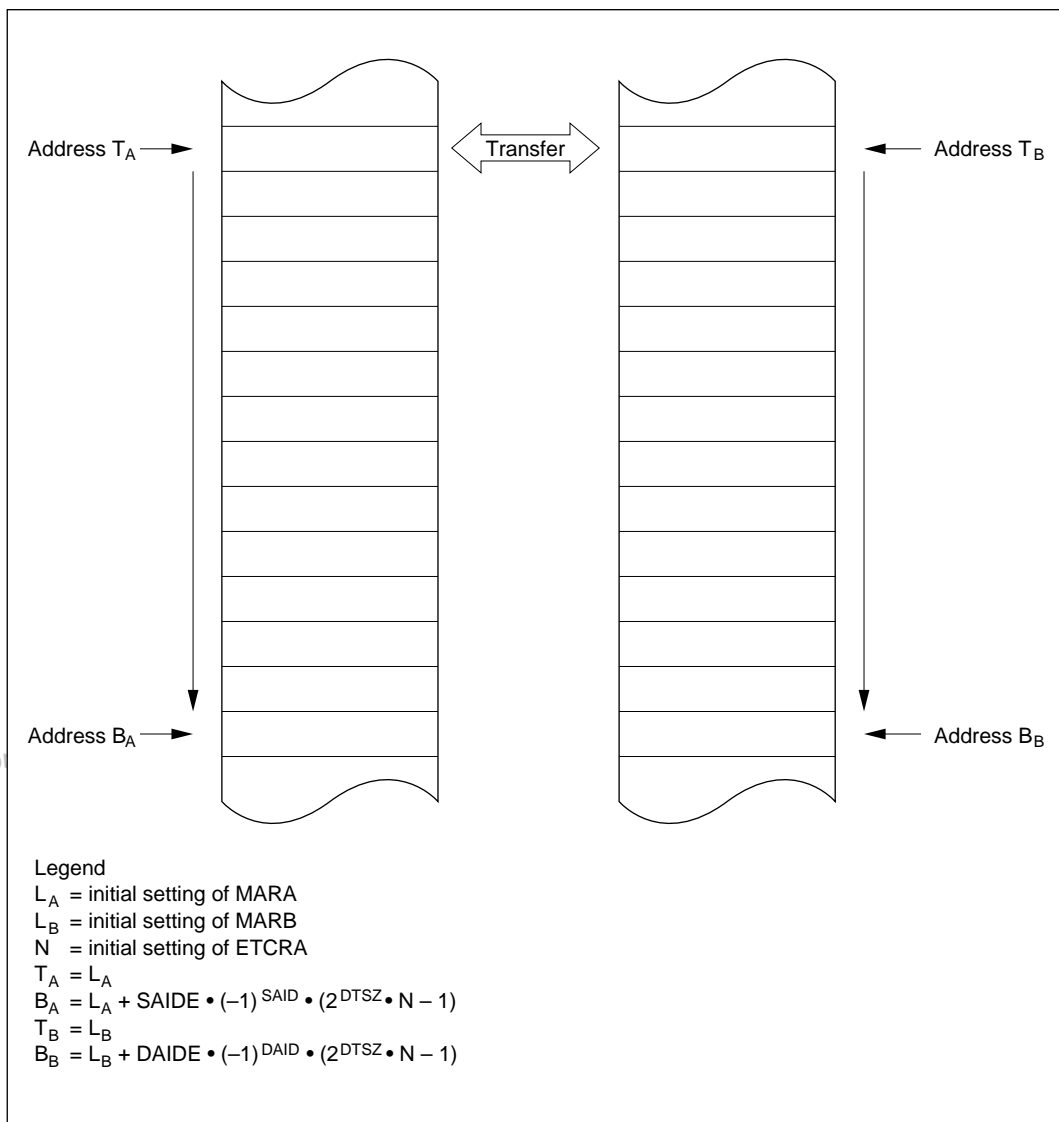 Address T_A
Transfer
Address T_B
Address B_A
Address B_B
Legend
L_A = initial setting of MARA
L_B = initial setting of MARB
N = initial setting of ETCRA
T_A = L_A
B_A = L_A + SAIDE • (–1)^SAID • (2^DTSZ • N – 1)
T_B = L_B
B_B = L_B + DAIDE • (–1)^DAID • (2^DTSZ • N – 1)